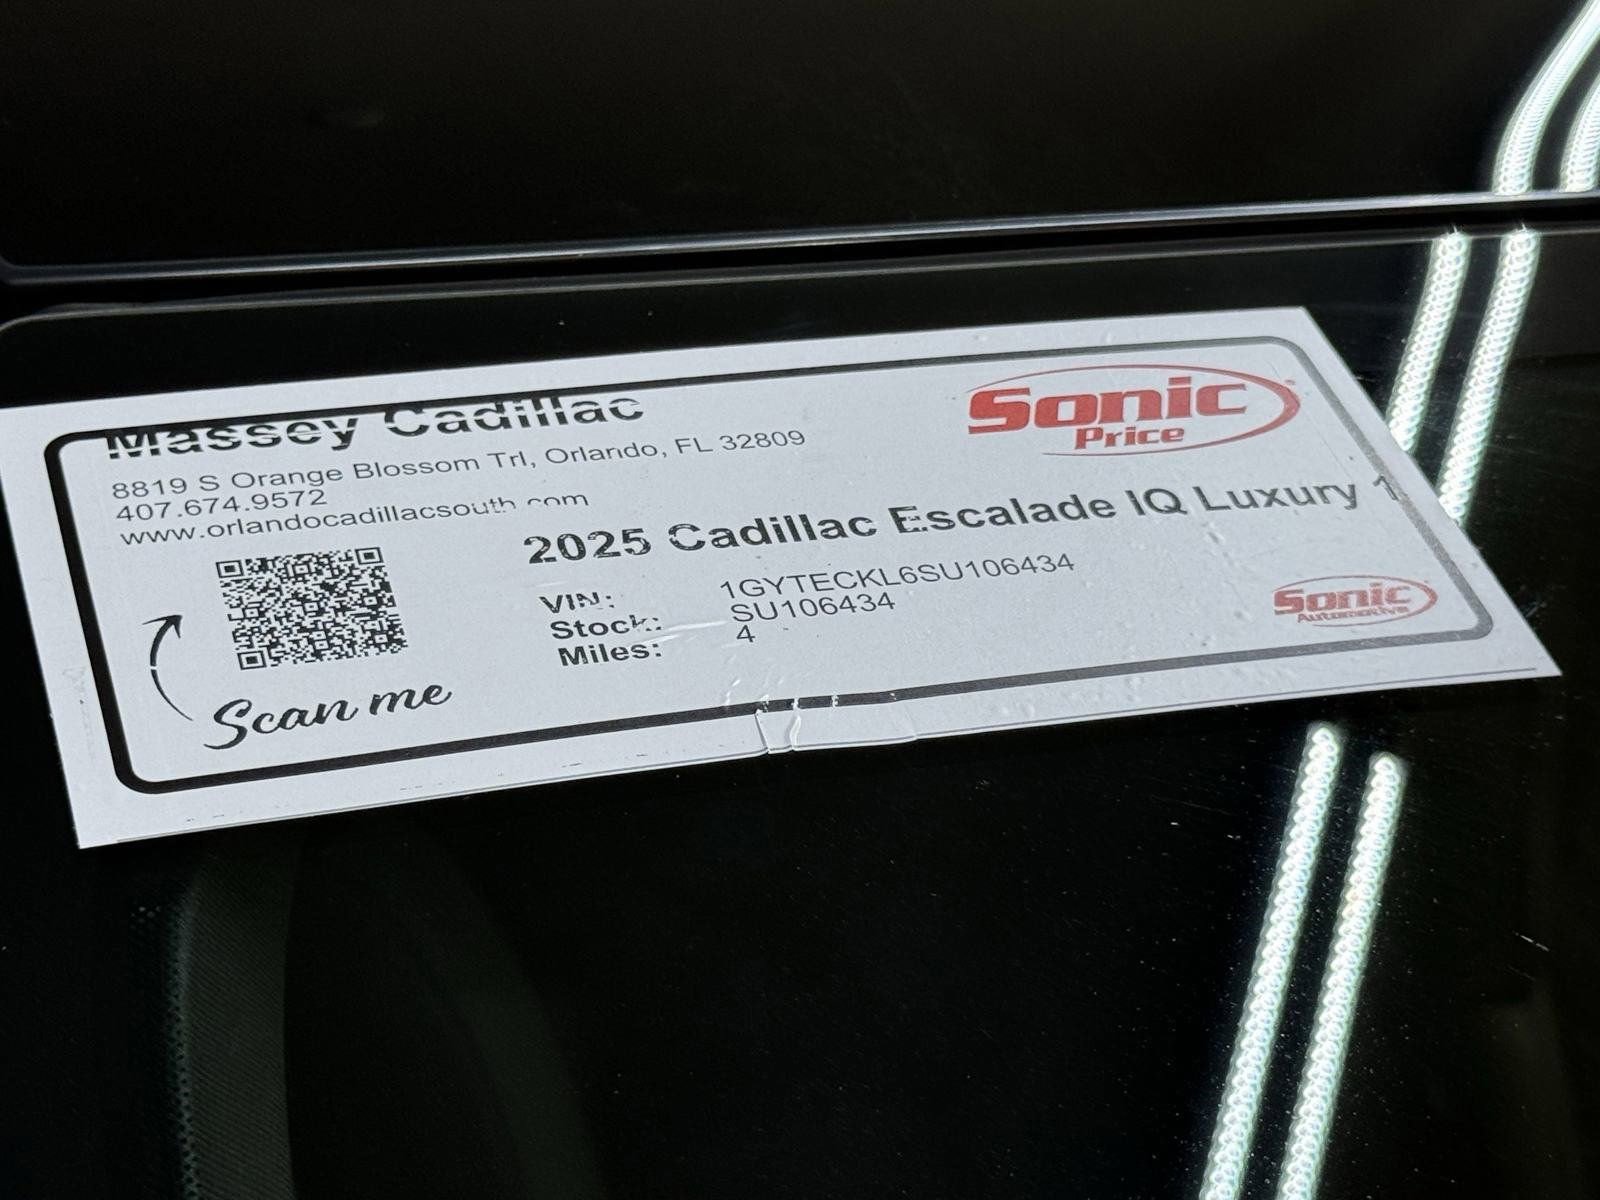 Massey Cadillac
8819 S Orange Blossom Trl, Orlando, FL 32809
407.674.9572
www.orlandocadillacsouth.com
Sonic
Price
2025 Cadillac Escalade IQ Luxury 1
VIN: 1GYTECKL6SU106434
Stock: SU106434
Miles: 4
Scan me
Sonic
Automotive